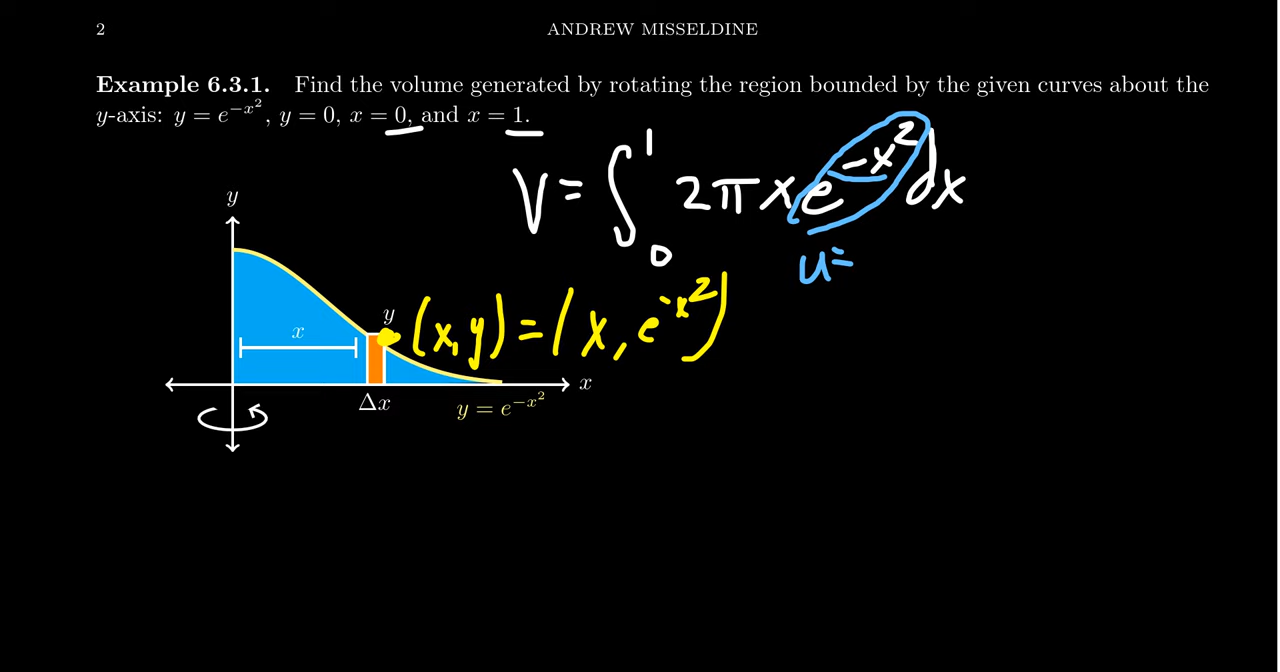 2 ANDREW MISSELDINE
Example 6.3.1. Find the volume generated by rotating the region bounded by the given curves about the
y-axis: y = e^{-x^2}, y = 0, x = 0, and x = 1.
V = ∫_0^1 2πxe^{-x^2}dx
u=
y
y
(x,y) = (x, e^{-x^2})
x
x
Δx
y = e^{-x^2}